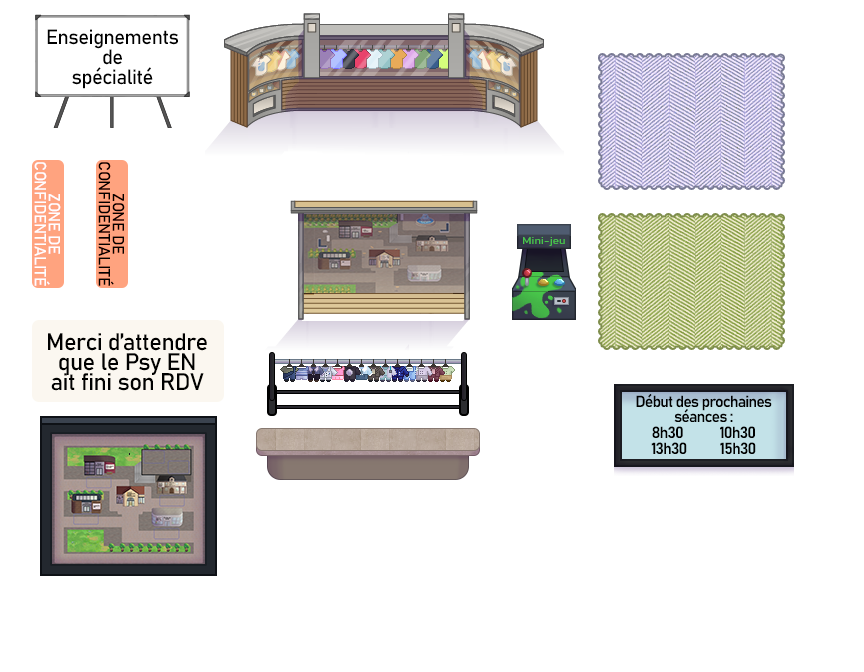 Enseignements
de
spécialité
ZONE DE
CONFIDENTIALITÉ
ZONE DE
CONFIDENTIALITÉ
Mini-jeu
Merci d'attendre
que le Psy EN
ait fini son RDV
Début des prochaines
séances :
8h30 10h30
13h30 15h30